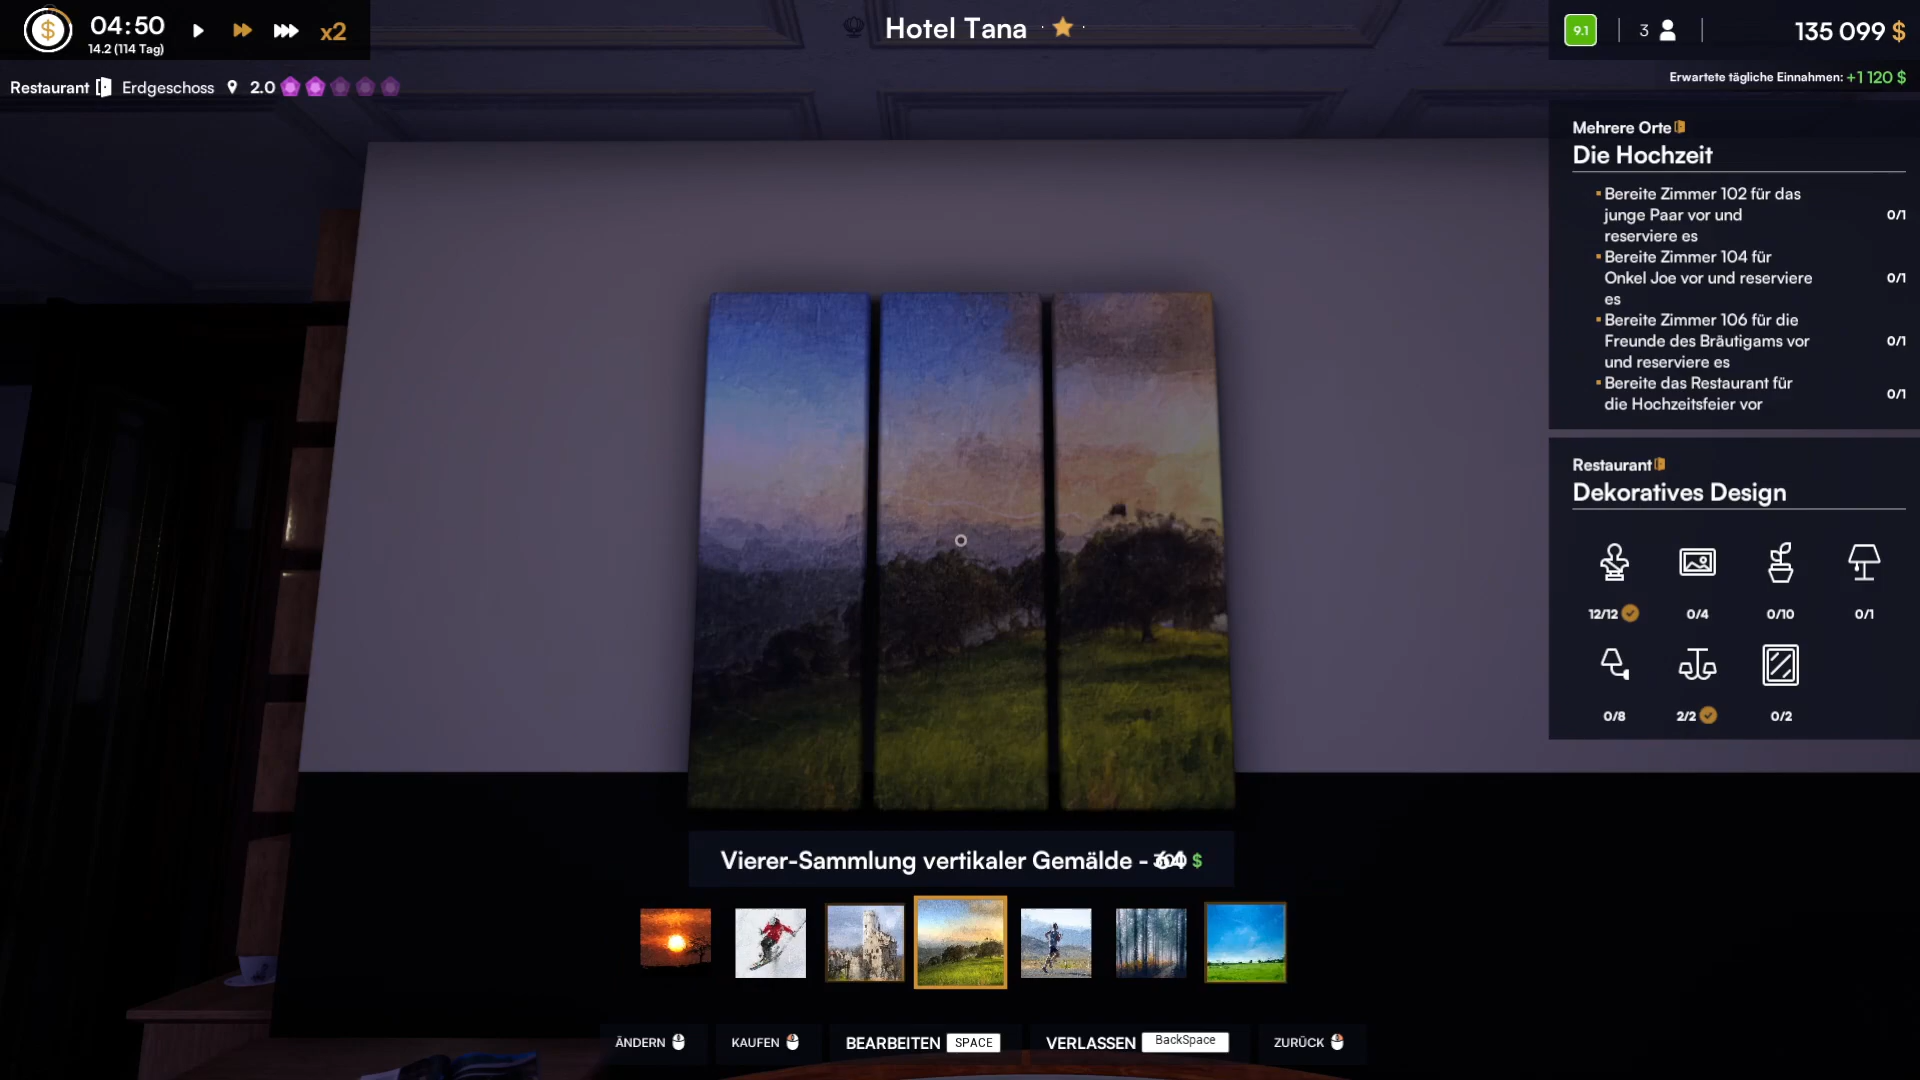 04:50
14.2 (114 Tag)
x2
Hotel Tana
9.1
3
135 099 $
Erwartete tägliche Einnahmen: +1 120 $
Restaurant Erdgeschoss 2.0
Mehrere Orte
Die Hochzeit
Bereite Zimmer 102 für das
junge Paar vor und
reserviere es
0/1
Bereite Zimmer 104 für
Onkel Joe vor und reserviere
es
0/1
Bereite Zimmer 106 für die
Freunde des Bräutigams vor
und reserviere es
0/1
Bereite das Restaurant für
die Hochzeitsfeier vor
0/1
Restaurant
Dekoratives Design
12/12 0/4 0/10 0/1
0/8 2/2 0/2
Vierer-Sammlung vertikaler Gemälde - $
ÄNDERN KAUFEN BEARBEITEN SPACE VERLASSEN BackSpace ZURÜCK